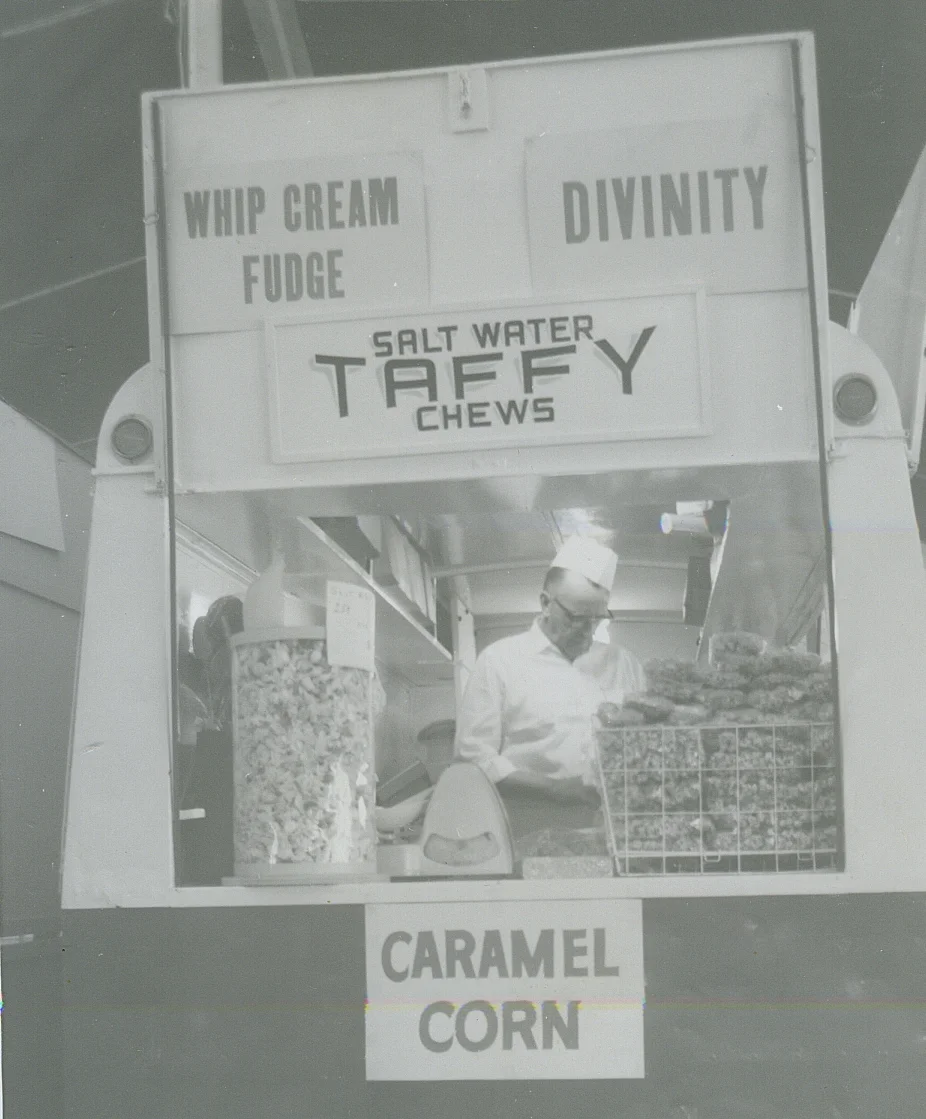 WHIP CREAM
FUDGE
DIVINITY
SALT WATER
TAFFY
CHEWS
CARAMEL
CORN